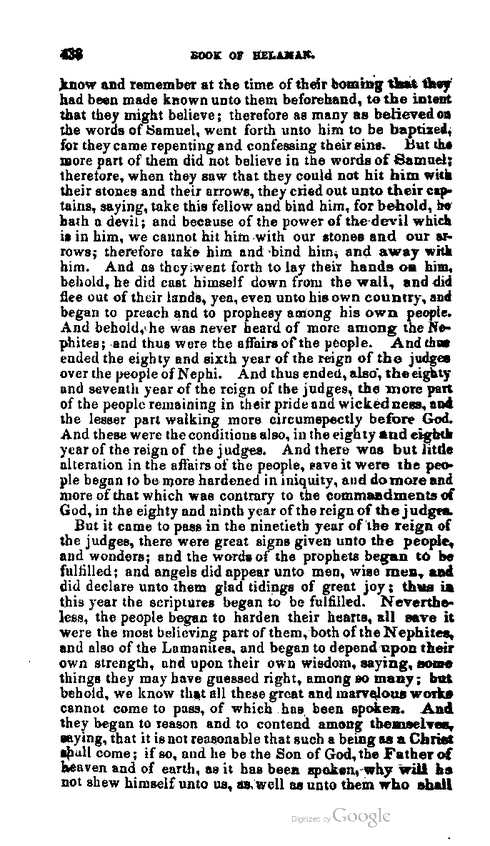 438 BOOK OF HELAMAN.
know and remember at the time of their coming that they
had been made known unto them beforehand, to the intent
that they might believe; therefore as many as believed on
the words of Samuel, went forth unto him to be baptized,
for they came repenting and confessing their sins. But the
more part of them did not believe in the words of Samuel;
therefore, when they saw that they could not hit him with
their stones and their arrows, they cried out unto their cap-
tains, saying, take this fellow and bind him, for behold, he
hath a devil; and because of the power of the devil which
is in him, we cannot hit him with our stones and our ar-
rows; therefore take him and bind him, and away with
him. And as they went forth to lay their hands on him,
behold, he did cast himself down from the wall, and did
flee out of their lands, yea, even unto his own country, and
began to preach and to prophesy among his own people.
And behold, he was never heard of more among the Ne-
phites; and thus were the affairs of the people. And thus
ended the eighty and sixth year of the reign of the judges
over the people of Nephi. And thus ended, also, the eighty
and seventh year of the reign of the judges, the more part
of the people remaining in their pride and wickedness, and
the lesser part walking more circumspectly before God.
And these were the conditions also, in the eighty and eighth
year of the reign of the judges. And there was but little
alteration in the affairs of the people, save it were the peo-
ple began to be more hardened in iniquity, and do more and
more of that which was contrary to the commandments of
God, in the eighty and ninth year of the reign of the judges.
But it came to pass in the ninetieth year of the reign of
the judges, there were great signs given unto the people,
and wonders; and the words of the prophets began to be
fulfilled; and angels did appear unto men, wise men, and
did declare unto them glad tidings of great joy; thus in
this year the scriptures began to be fulfilled. Neverthe-
less, the people began to harden their hearts, all save it
were the most believing part of them, both of the Nephites,
and also of the Lamanites, and began to depend upon their
own strength, and upon their own wisdom, saying, some
things they may have guessed right, among so many; but
behold, we know that all these great and marvelous works
cannot come to pass, of which has been spoken. And
they began to reason and to contend among themselves,
saying, that it is not reasonable that such a being as a Christ
shall come; if so, and he be the Son of God, the Father of
heaven and of earth, as it has been spoken, why will he
not shew himself unto us, as well as unto them who shall
Digitized by Google